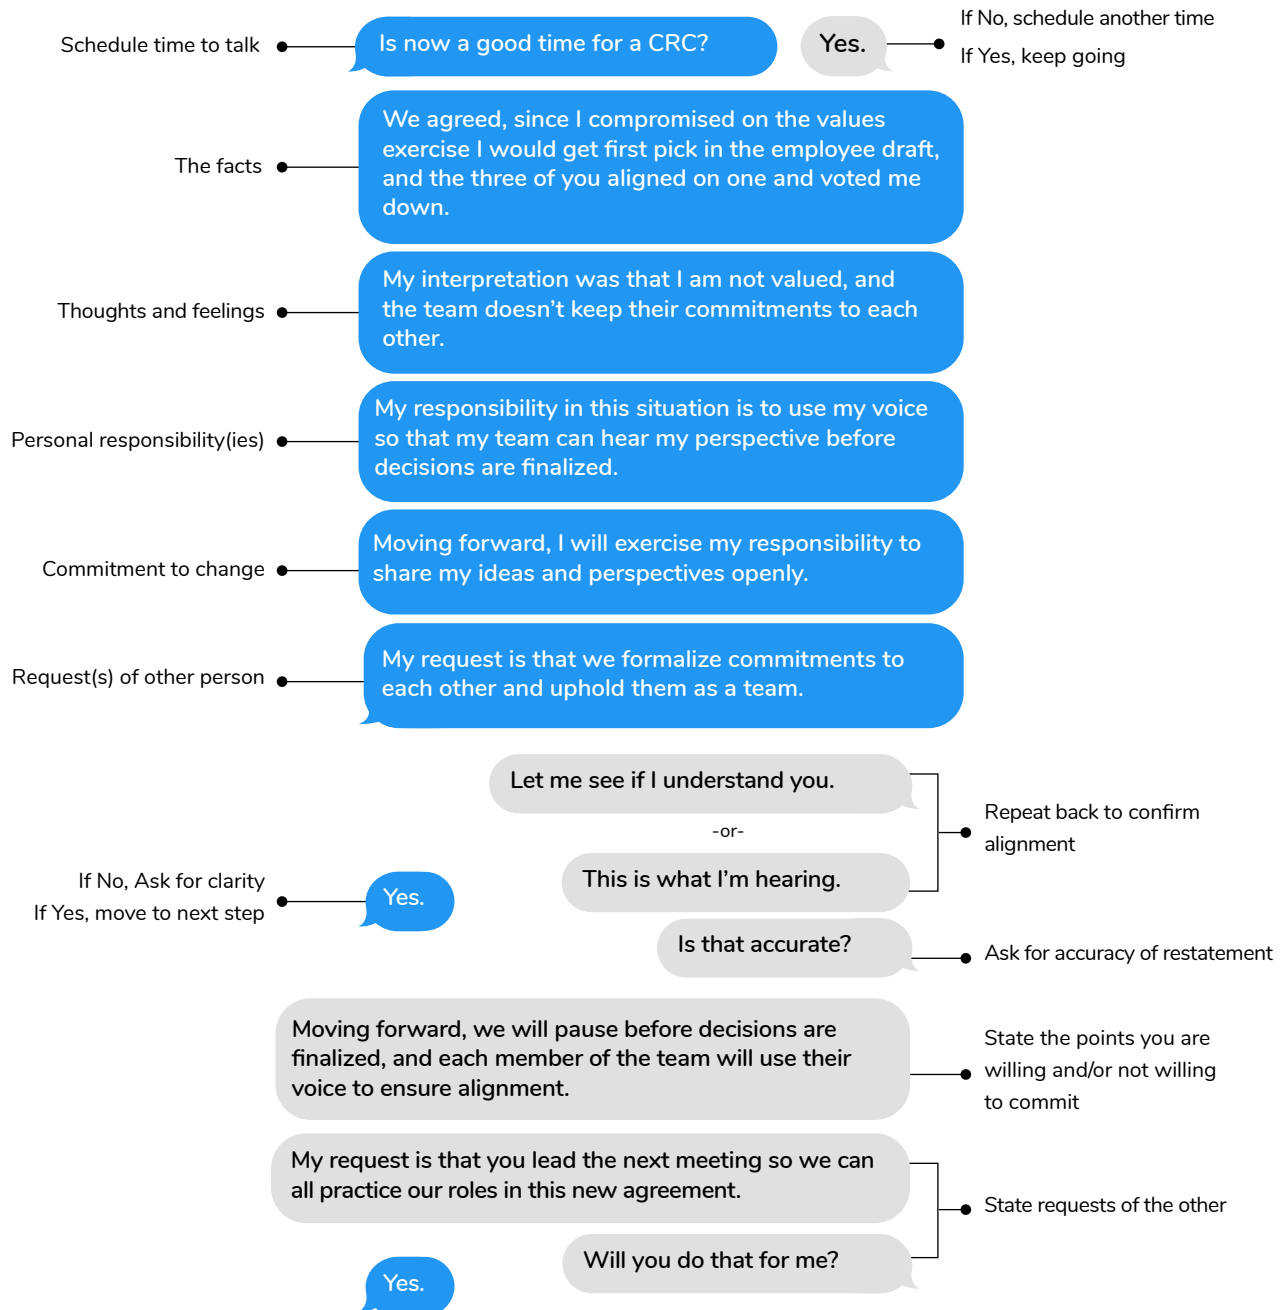 Schedule time to talk
Is now a good time for a CRC?
Yes.
If No, schedule another time
If Yes, keep going
The facts
We agreed, since I compromised on the values
exercise I would get first pick in the employee draft,
and the three of you aligned on one and voted me
down.
Thoughts and feelings
My interpretation was that I am not valued, and
the team doesn’t keep their commitments to each
other.
Personal responsibility(ies)
My responsibility in this situation is to use my voice
so that my team can hear my perspective before
decisions are finalized.
Commitment to change
Moving forward, I will exercise my responsibility to
share my ideas and perspectives openly.
Request(s) of other person
My request is that we formalize commitments to
each other and uphold them as a team.
Let me see if I understand you.
-or-
This is what I’m hearing.
Repeat back to confirm
alignment
Is that accurate?
Ask for accuracy of restatement
If No, Ask for clarity
If Yes, move to next step
Yes.
Moving forward, we will pause before decisions are
finalized, and each member of the team will use their
voice to ensure alignment.
State the points you are
willing and/or not willing
to commit
My request is that you lead the next meeting so we can
all practice our roles in this new agreement.
Will you do that for me?
State requests of the other
Yes.